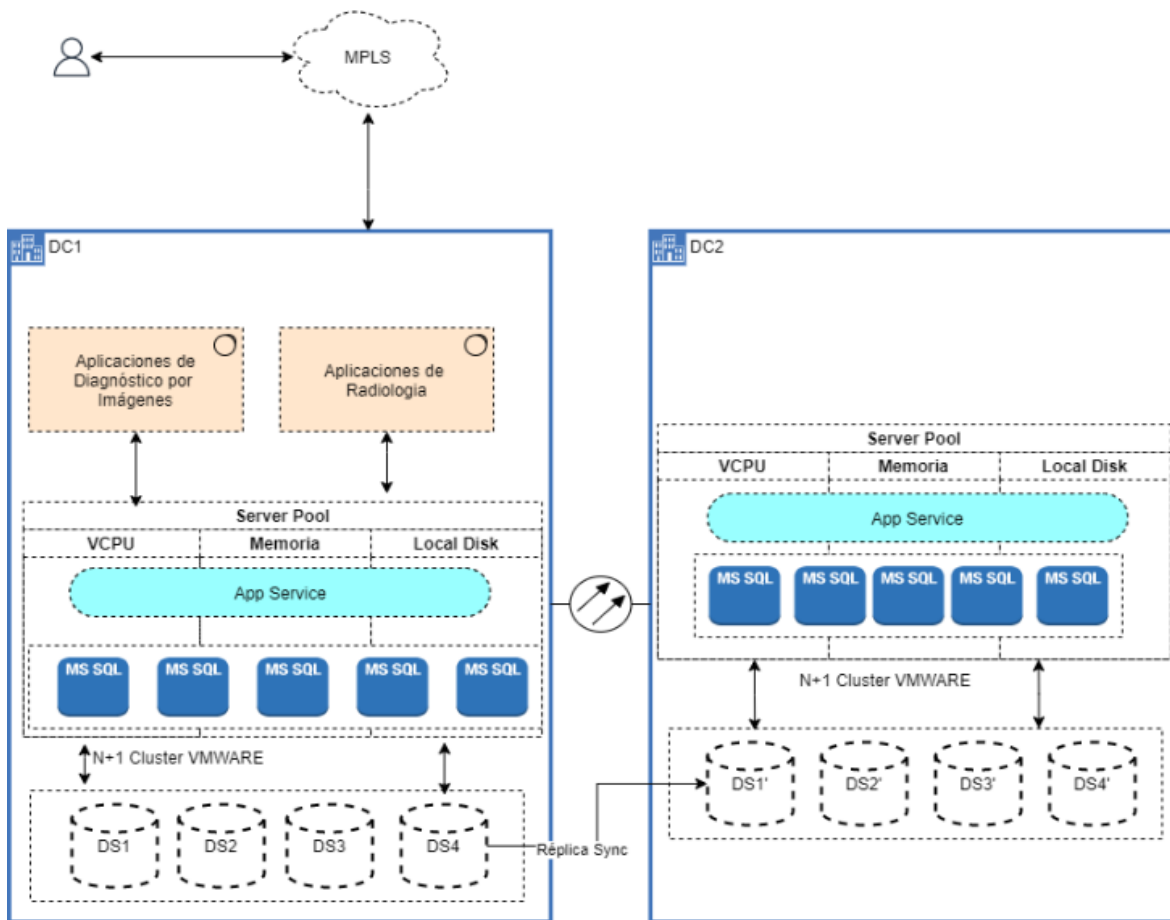 MPLS
DC1
Aplicaciones de
Diagnóstico por
Imágenes
Aplicaciones de
Radiologia
Server Pool
VCPU
Memoria
Local Disk
App Service
MS SQL
MS SQL
MS SQL
MS SQL
MS SQL
N+1 Cluster VMWARE
DS1
DS2
DS3
DS4
Réplica Sync
DC2
Server Pool
VCPU
Memoria
Local Disk
App Service
MS SQL
MS SQL
MS SQL
MS SQL
MS SQL
N+1 Cluster VMWARE
DS1'
DS2'
DS3'
DS4'